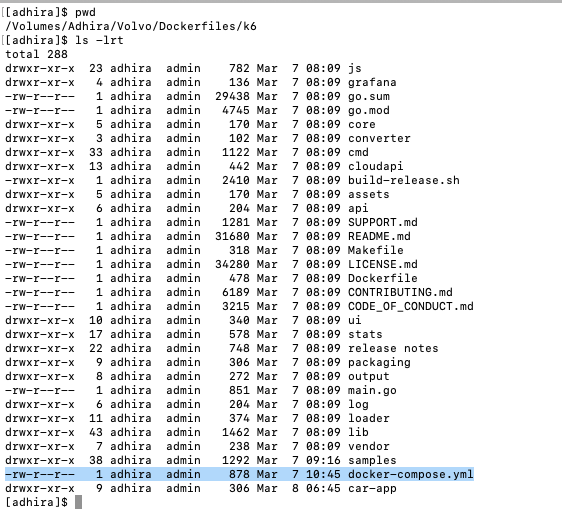 [[adhira]$ pwd
/Volumes/Adhira/Volvo/Dockerfiles/k6
[[adhira]$ ls -lrt
total 288
drwxr-xr-x  23 adhira  admin    782 Mar  7 08:09 js
drwxr-xr-x   4 adhira  admin    136 Mar  7 08:09 grafana
-rw-r--r--   1 adhira  admin  29438 Mar  7 08:09 go.sum
-rw-r--r--   1 adhira  admin   4745 Mar  7 08:09 go.mod
drwxr-xr-x   5 adhira  admin    170 Mar  7 08:09 core
drwxr-xr-x   3 adhira  admin    102 Mar  7 08:09 converter
drwxr-xr-x  33 adhira  admin   1122 Mar  7 08:09 cmd
drwxr-xr-x  13 adhira  admin    442 Mar  7 08:09 cloudapi
-rwxr-xr-x   1 adhira  admin   2410 Mar  7 08:09 build-release.sh
drwxr-xr-x   5 adhira  admin    170 Mar  7 08:09 assets
drwxr-xr-x   6 adhira  admin    204 Mar  7 08:09 api
-rw-r--r--   1 adhira  admin   1281 Mar  7 08:09 SUPPORT.md
-rw-r--r--   1 adhira  admin  31680 Mar  7 08:09 README.md
-rw-r--r--   1 adhira  admin    318 Mar  7 08:09 Makefile
-rw-r--r--   1 adhira  admin  34280 Mar  7 08:09 LICENSE.md
-rw-r--r--   1 adhira  admin    478 Mar  7 08:09 Dockerfile
-rw-r--r--   1 adhira  admin   6189 Mar  7 08:09 CONTRIBUTING.md
-rw-r--r--   1 adhira  admin   3215 Mar  7 08:09 CODE_OF_CONDUCT.md
drwxr-xr-x  10 adhira  admin    340 Mar  7 08:09 ui
drwxr-xr-x  17 adhira  admin    578 Mar  7 08:09 stats
drwxr-xr-x  22 adhira  admin    748 Mar  7 08:09 release notes
drwxr-xr-x   9 adhira  admin    306 Mar  7 08:09 packaging
drwxr-xr-x   8 adhira  admin    272 Mar  7 08:09 output
-rw-r--r--   1 adhira  admin    851 Mar  7 08:09 main.go
drwxr-xr-x   6 adhira  admin    204 Mar  7 08:09 log
drwxr-xr-x  11 adhira  admin    374 Mar  7 08:09 loader
drwxr-xr-x  43 adhira  admin   1462 Mar  7 08:09 lib
drwxr-xr-x   7 adhira  admin    238 Mar  7 08:09 vendor
drwxr-xr-x  38 adhira  admin   1292 Mar  7 09:16 samples
-rw-r--r--   1 adhira  admin    878 Mar  7 10:45 docker-compose.yml
drwxr-xr-x   9 adhira  admin    306 Mar  8 06:45 car-app
[adhira]$